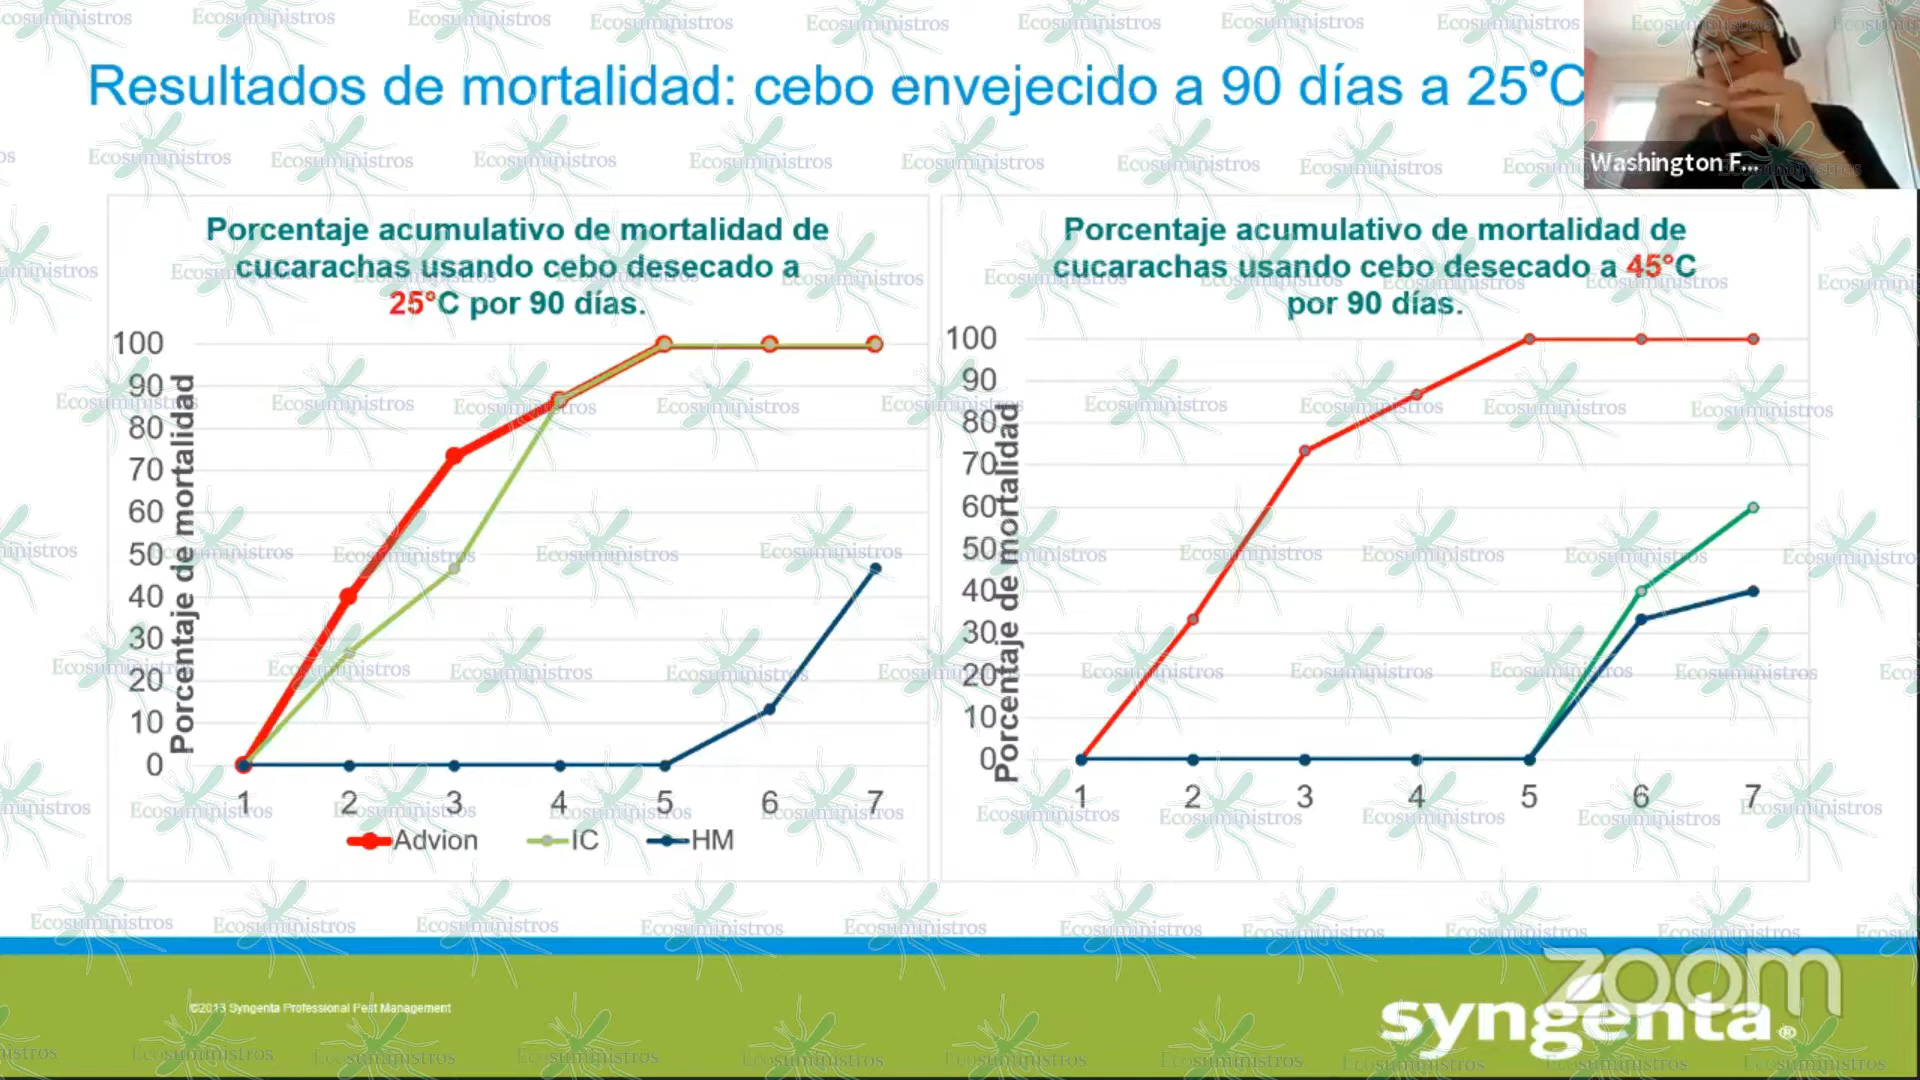 Resultados de mortalidad: cebo envejecido a 90 días a 25°C
Washington F...
Porcentaje acumulativo de mortalidad de
cucarachas usando cebo desecado a
25°C por 90 días.
Porcentaje de mortalidad
100
90
80
70
60
50
40
30
20
10
0
1 2 3 4 5 6 7
Advion IC HM
Porcentaje acumulativo de mortalidad de
cucarachas usando cebo desecado a 45°C
por 90 días.
Porcentaje de mortalidad
100
90
80
70
60
50
40
30
20
10
0
1 2 3 4 5 6 7
©2013 Syngenta Professional Pest Management
zoom
syngenta®
Ecosuministros